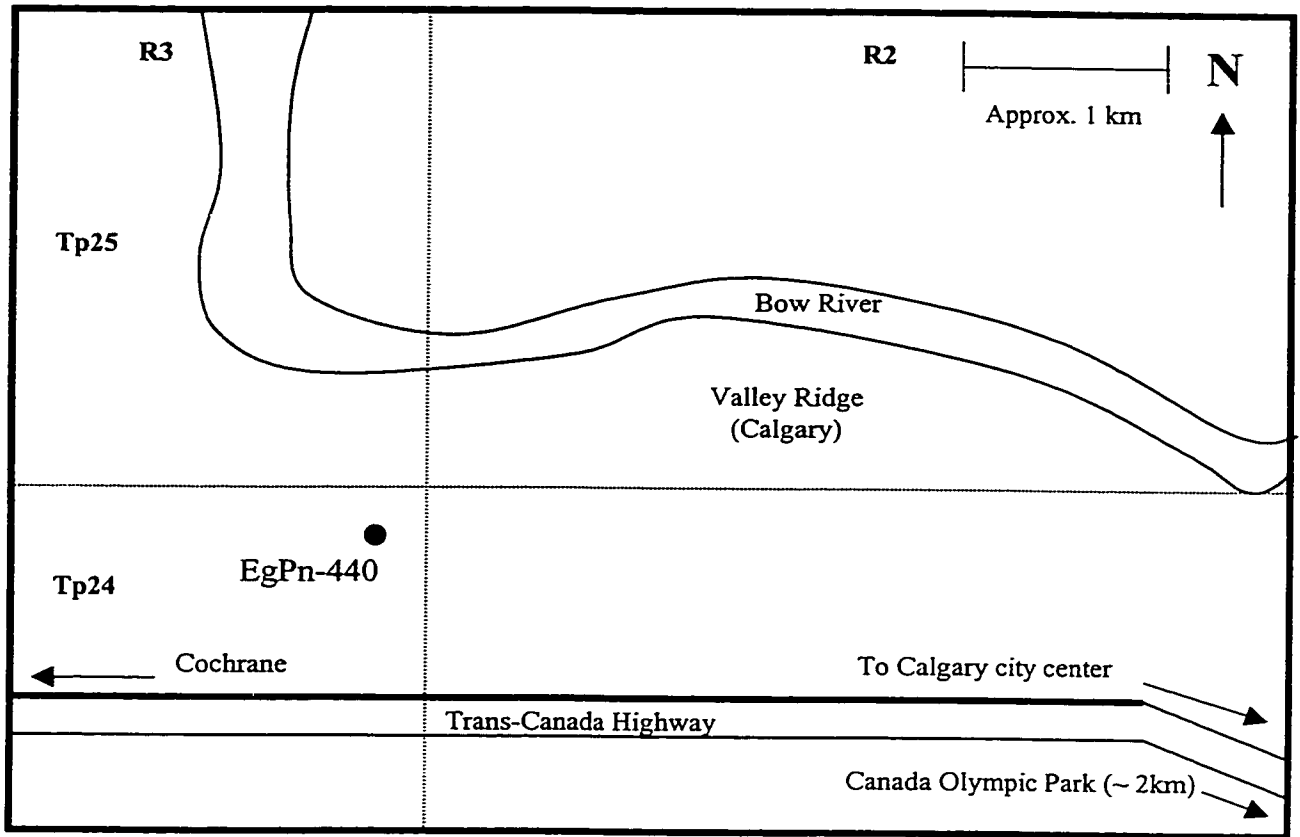 R3
R2
N
Approx. 1 km
Tp25
Bow River
Valley Ridge
(Calgary)
EgPn-440
Tp24
Cochrane
To Calgary city center
Trans-Canada Highway
Canada Olympic Park (~ 2km)